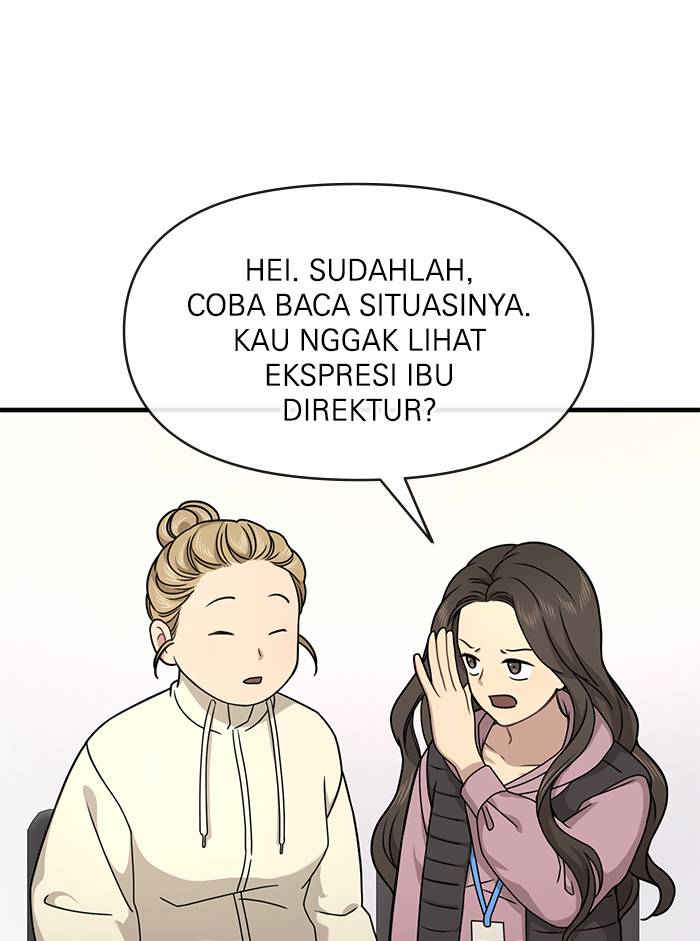 HEI. SUDAHLAH,
COBA BACA SITUASINYA.
KAU NGGAK LIHAT
EKSPRESI IBU
DIREKTUR?